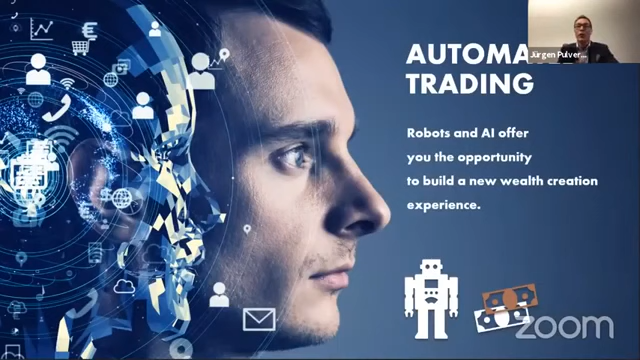 AUTOMA
TRADING
Jürgen Pulver...
Robots and AI offer
you the opportunity
to build a new wealth creation
experience.
zoom